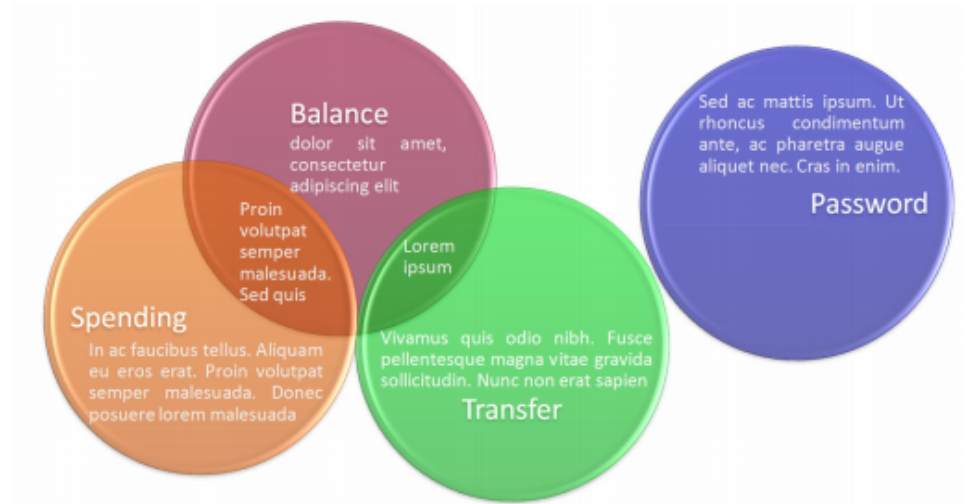 Balance
dolor sit amet,
consectetur
adipiscing elit
Proin
volutpat
semper
malesuada.
Sed quis
Lorem
ipsum
Spending
In ac faucibus tellus. Aliquam
eu eros erat. Proin volutpat
semper malesuada. Donec
posuere lorem malesuada
Vivamus quis odio nibh. Fusce
pellentesque magna vitae gravida
sollicitudin. Nunc non erat sapien
Transfer
Sed ac mattis ipsum. Ut
rhoncus condimentum
ante, ac pharetra augue
aliquet nec. Cras in enim.
Password